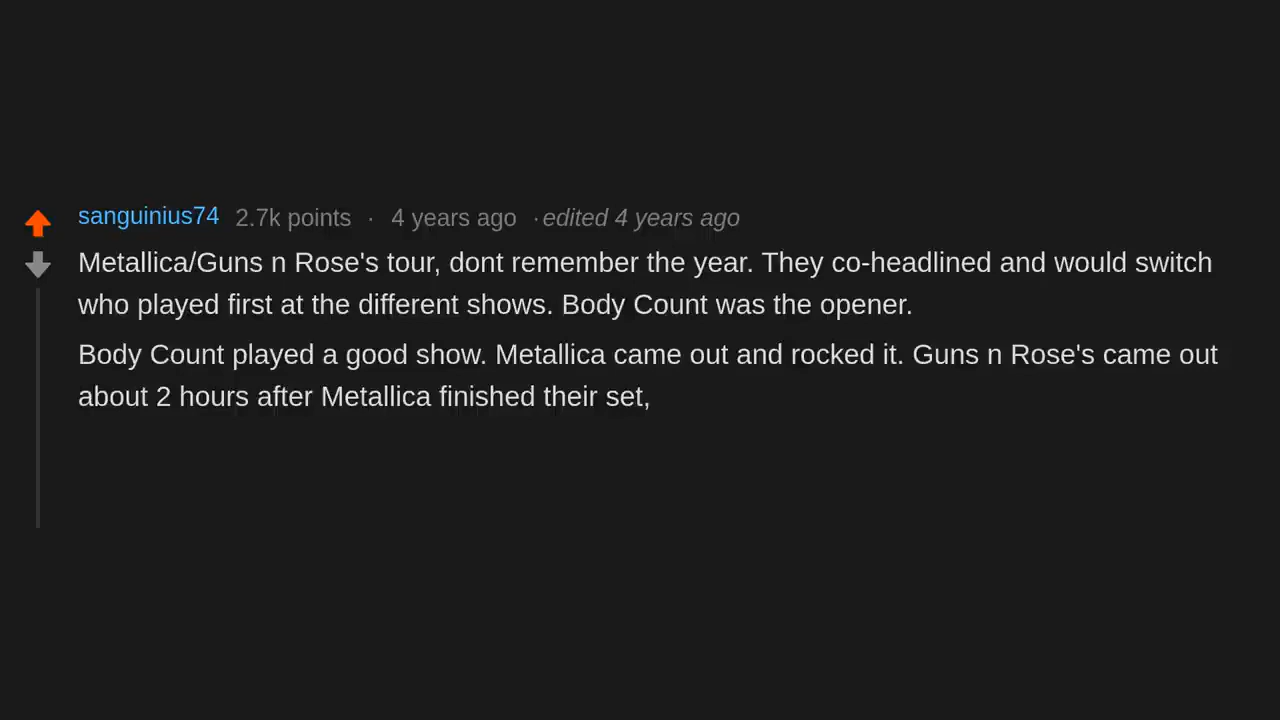 sanguinius74 2.7k points · 4 years ago · edited 4 years ago
Metallica/Guns n Rose's tour, dont remember the year. They co-headlined and would switch
who played first at the different shows. Body Count was the opener.
Body Count played a good show. Metallica came out and rocked it. Guns n Rose's came out
about 2 hours after Metallica finished their set,